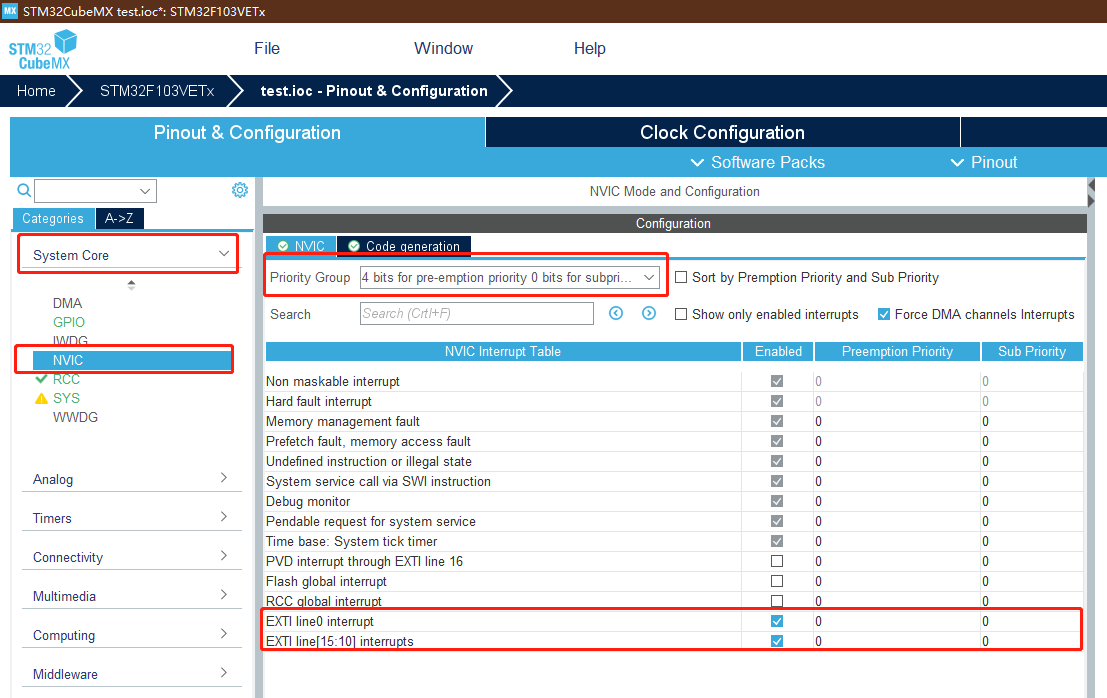 MX STM32CubeMX test.ioc*: STM32F103VETx
STM32 CubeMX
File Window Help
Home STM32F103VETx test.ioc - Pinout & Configuration
Pinout & Configuration Clock Configuration
Software Packs Pinout
NVIC Mode and Configuration
Categories A->Z
Configuration
System Core
NVIC Code generation
Priority Group 4 bits for pre-emption priority 0 bits for subpri... Sort by Premption Priority and Sub Priority
Search Search (CrtI+F) Show only enabled interrupts Force DMA channels Interrupts
DMA
GPIO
IWDG
NVIC
RCC
SYS
WWDG
Analog
Timers
Connectivity
Multimedia
Computing
Middleware
NVIC Interrupt Table Enabled Preemption Priority Sub Priority
Non maskable interrupt 0 0
Hard fault interrupt 0 0
Memory management fault 0 0
Prefetch fault, memory access fault 0 0
Undefined instruction or illegal state 0 0
System service call via SWI instruction 0 0
Debug monitor 0 0
Pendable request for system service 0 0
Time base: System tick timer 0 0
PVD interrupt through EXTI line 16 0 0
Flash global interrupt 0 0
RCC global interrupt 0 0
EXTI line0 interrupt 0 0
EXTI line[15:10] interrupts 0 0